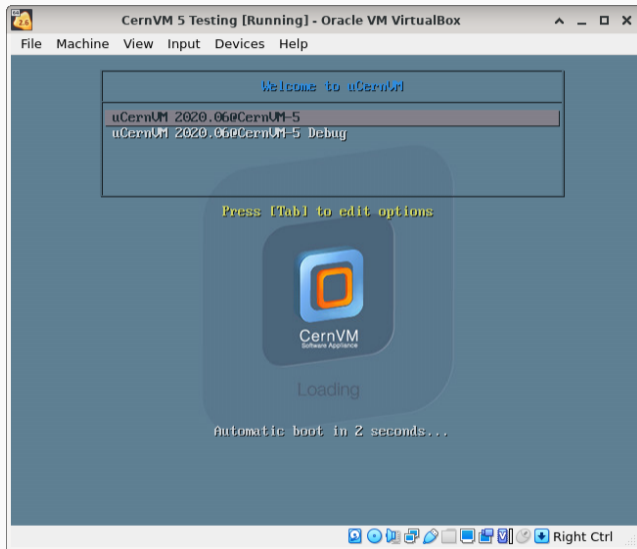 CernVM 5 Testing [Running] - Oracle VM VirtualBox
File Machine View Input Devices Help
Welcome to uCernVM
uCernVM 2020.06@CernVM-5
uCernVM 2020.06@CernVM-5 Debug
Press [Tab] to edit options
CernVM
Software Appliance
Loading
Automatic boot in 2 seconds...
Right Ctrl